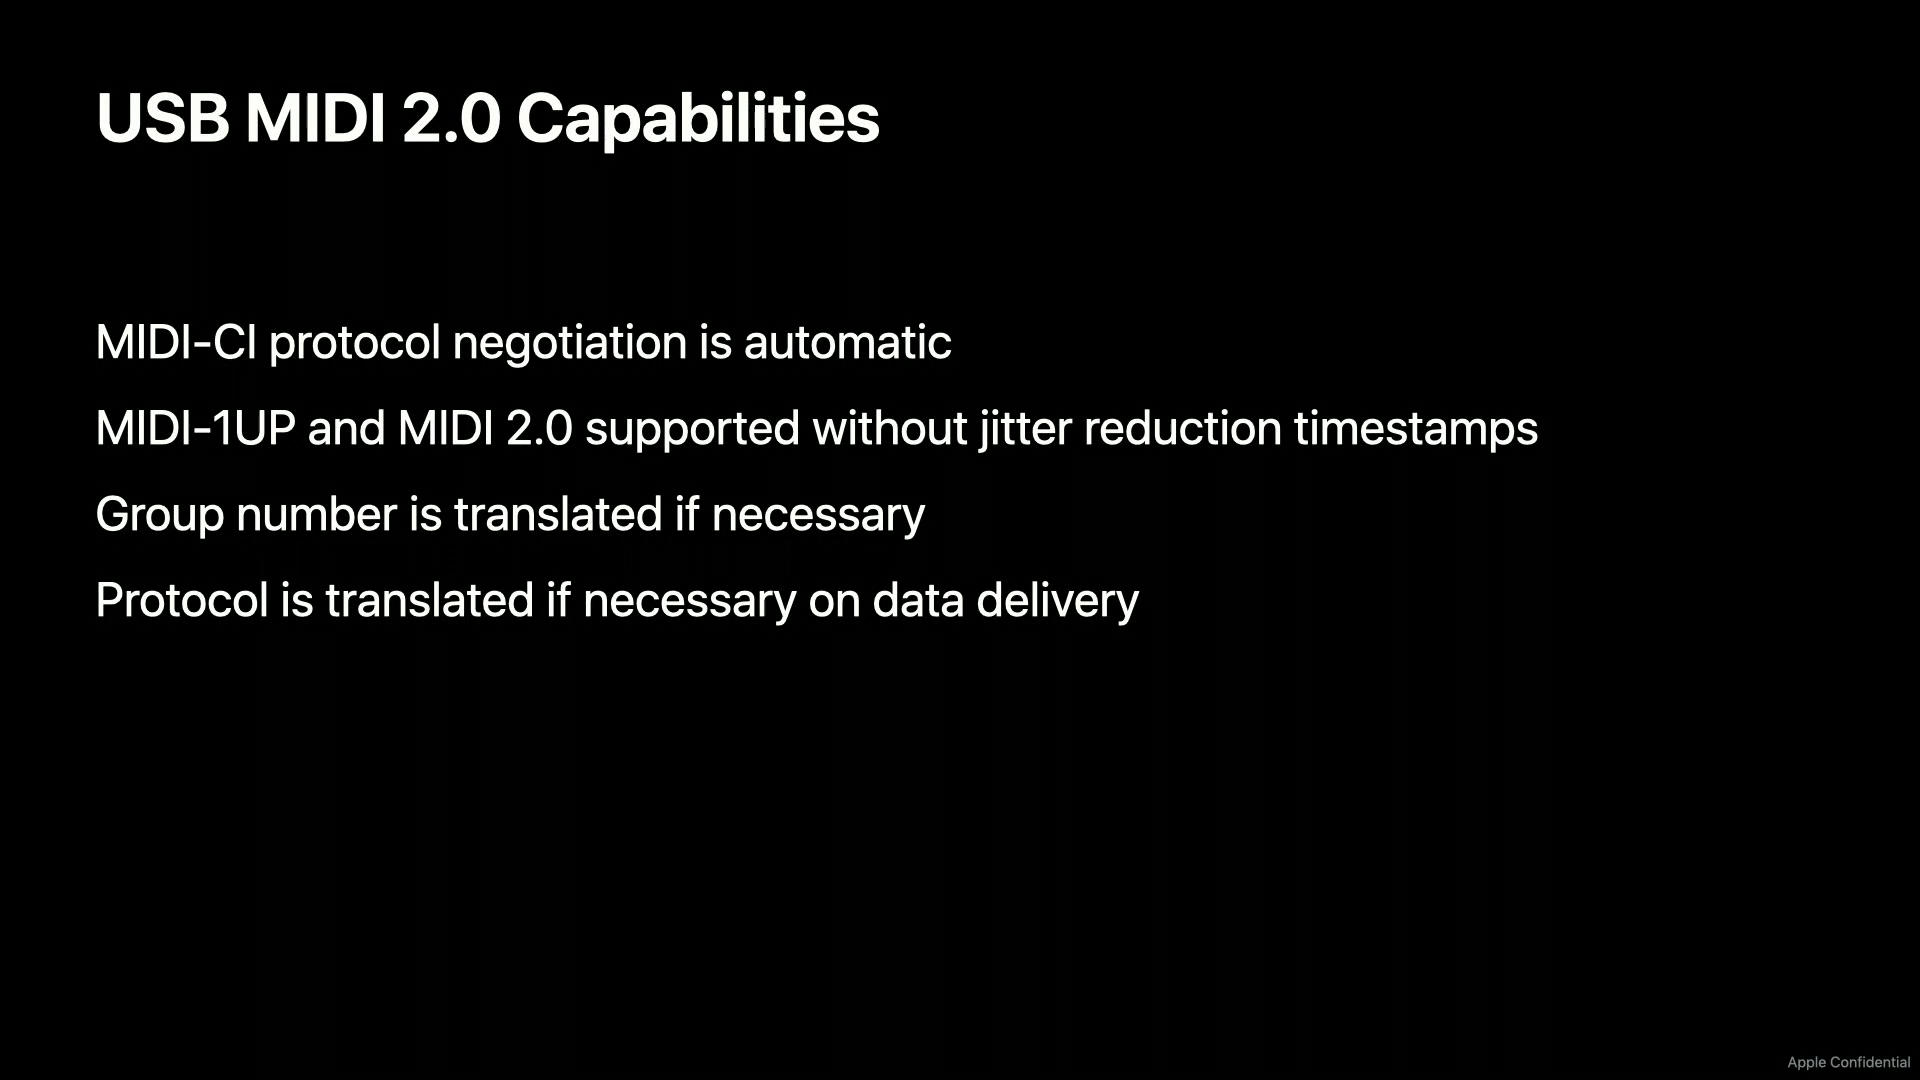 USB MIDI 2.0 Capabilities
MIDI-CI protocol negotiation is automatic
MIDI-1UP and MIDI 2.0 supported without jitter reduction timestamps
Group number is translated if necessary
Protocol is translated if necessary on data delivery
Apple Confidential